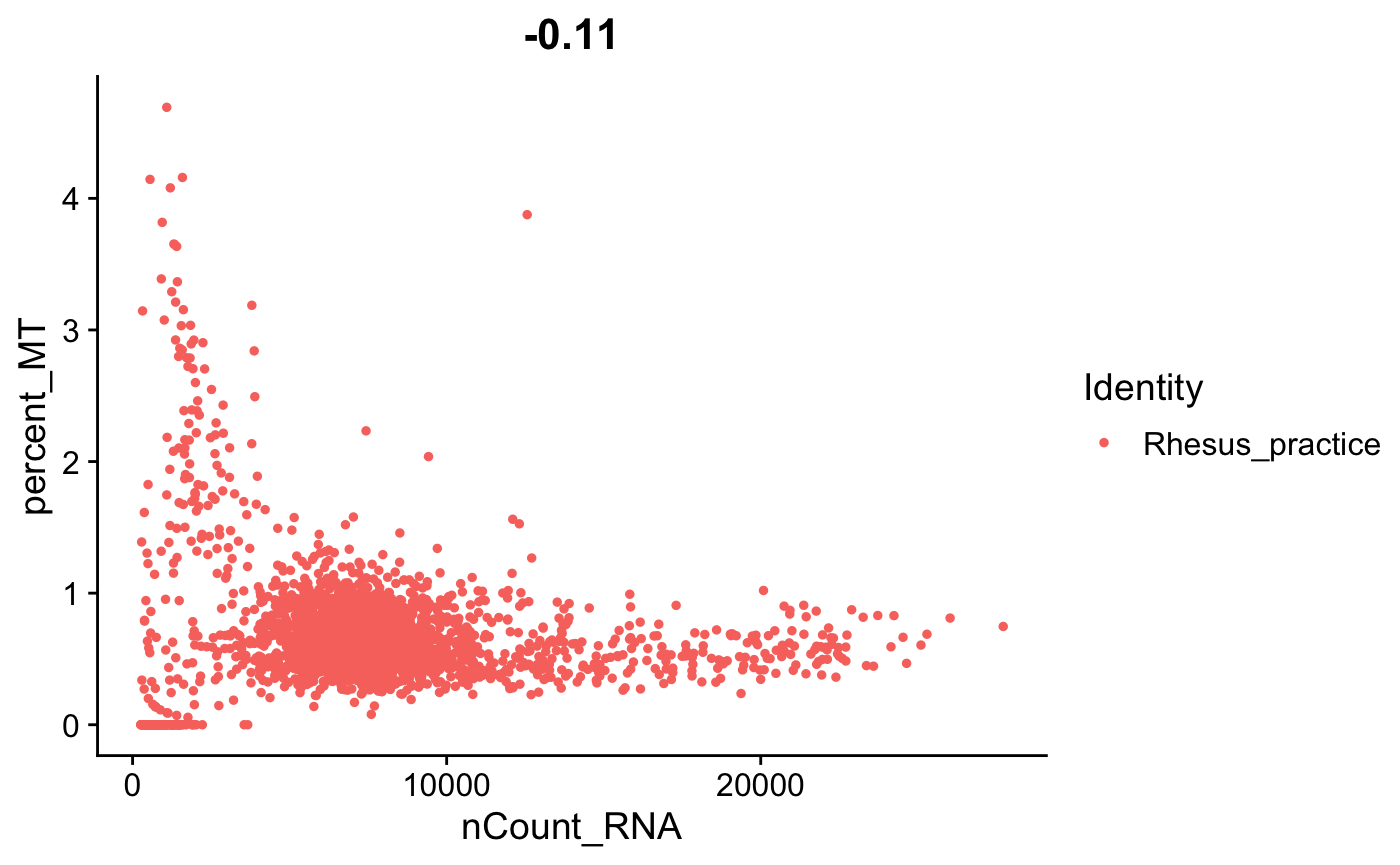 -0.11
percent_MT
4
3
2
1
0
0 10000 20000
nCount_RNA
Identity
Rhesus_practice